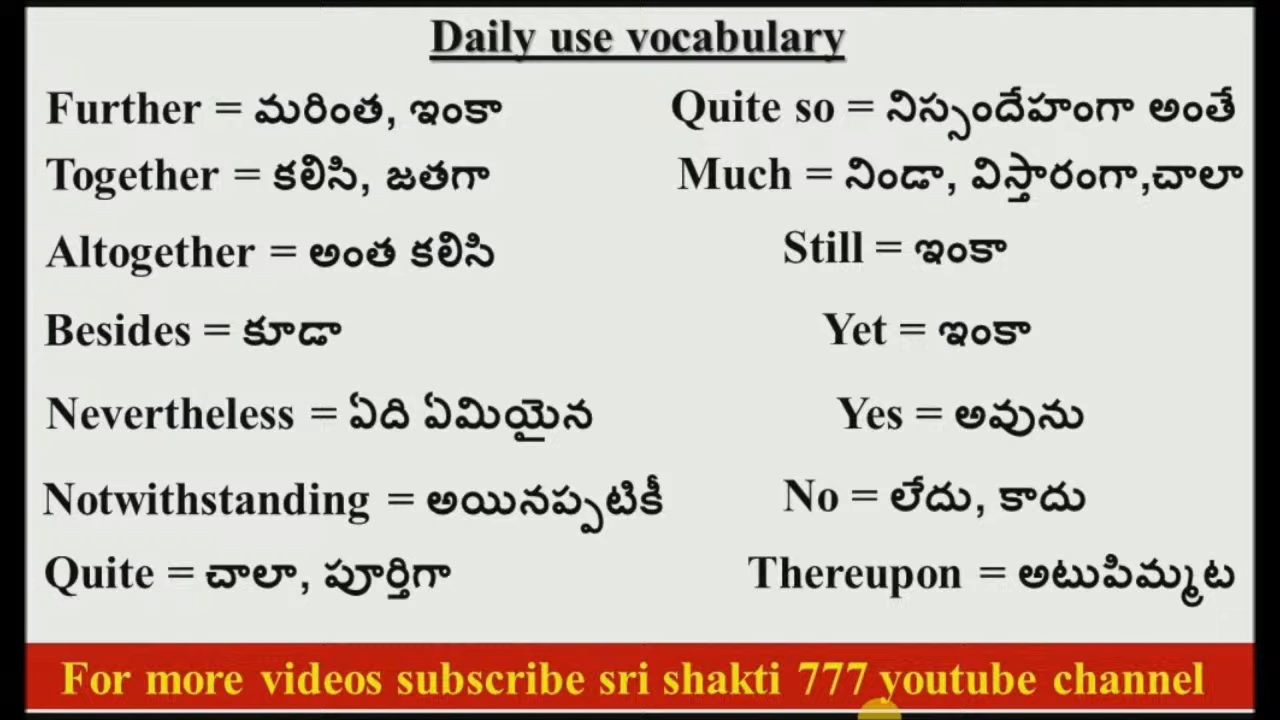 Daily use vocabulary
Further = మరింత, ఇంకా
Together = కలిసి, జతగా
Altogether = అంత కలిసి
Besides = కూడా
Nevertheless = ఏది ఏమియైన
Notwithstanding = అయినప్పటికీ
Quite = చాలా, పూర్తిగా
Quite so = నిస్సందేహంగా అంతే
Much = నిండా, విస్తారంగా,చాలా
Still = ఇంకా
Yet = ఇంకా
Yes = అవును
No = లేదు, కాదు
Thereupon = అటుపిమ్మట
For more videos subscribe sri shakti 777 youtube channel